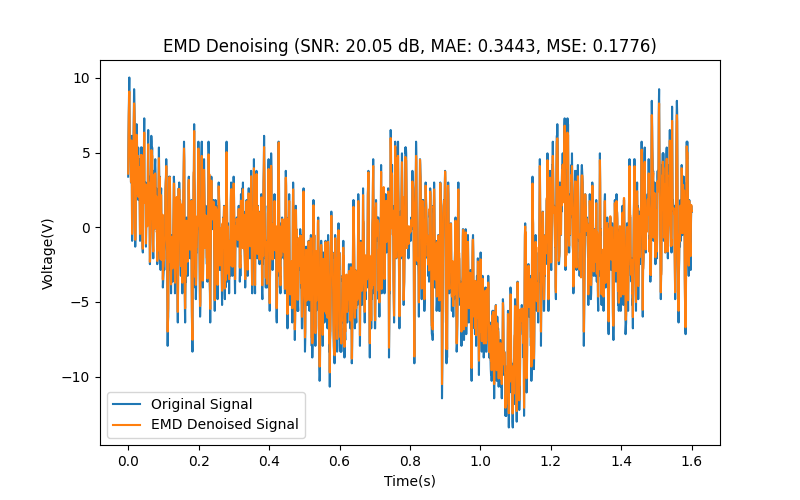 EMD Denoising (SNR: 20.05 dB, MAE: 0.3443, MSE: 0.1776)
10
5
0
−5
−10
Voltage(V)
Original Signal
EMD Denoised Signal
0.0 0.2 0.4 0.6 0.8 1.0 1.2 1.4 1.6
Time(s)